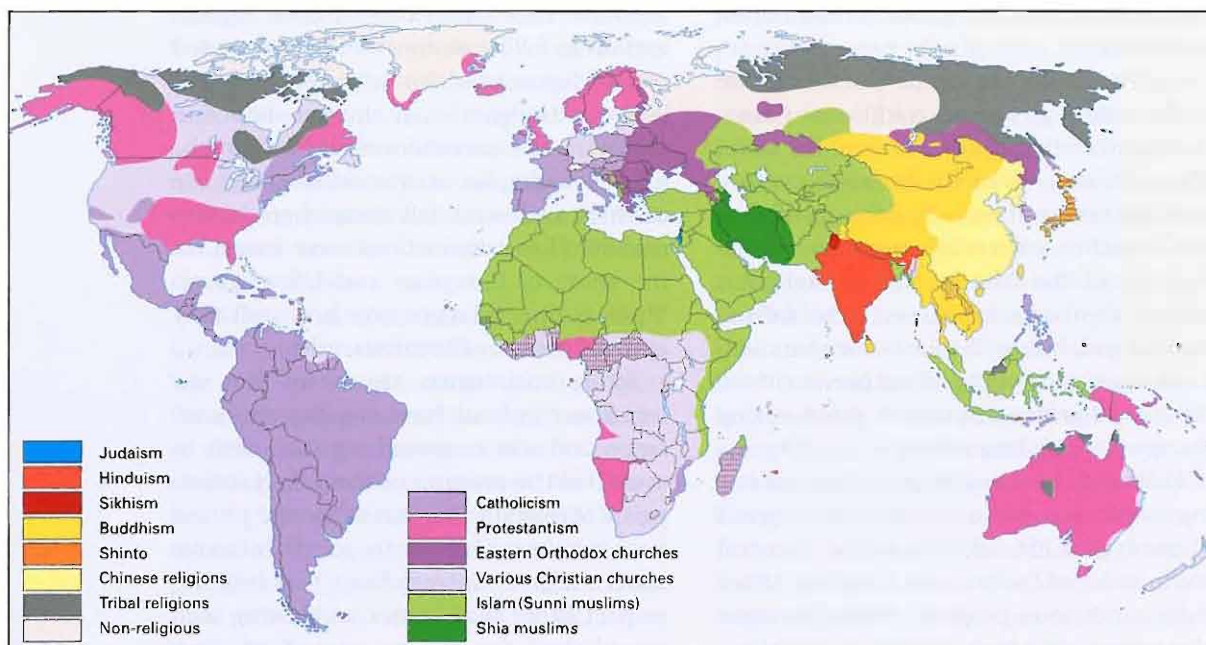 Judaism
Hinduism
Sikhism
Buddhism
Shinto
Chinese religions
Tribal religions
Non-religious
Catholicism
Protestantism
Eastern Orthodox churches
Various Christian churches
Islam (Sunni muslims)
Shia muslims